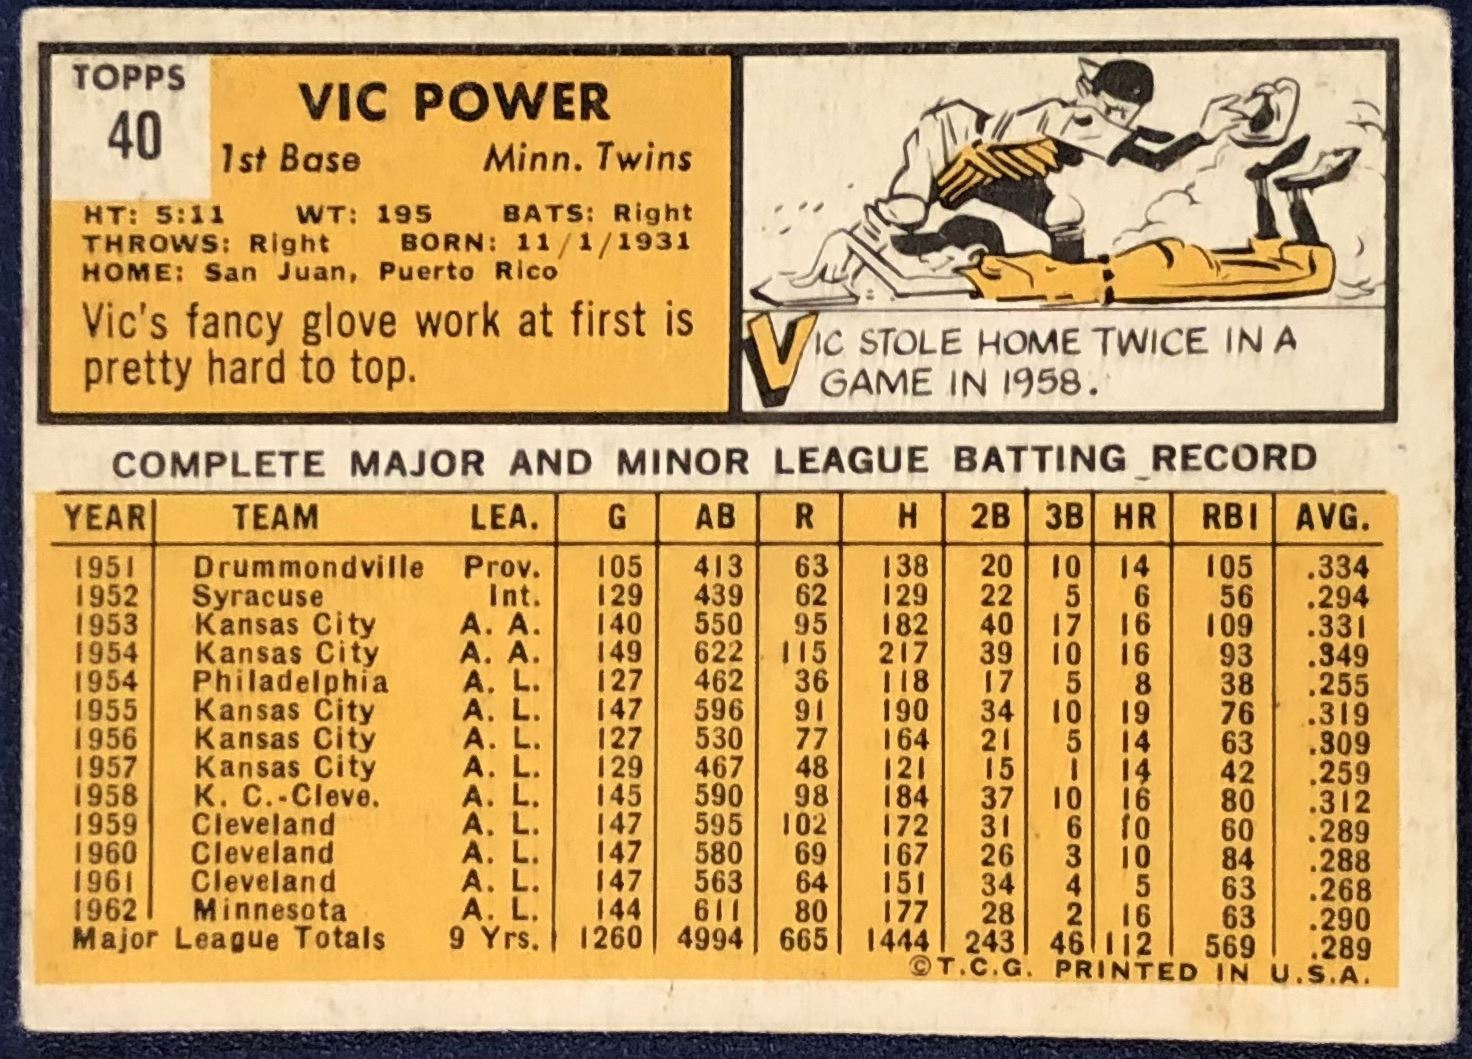 TOPPS
40
VIC POWER
1st Base Minn. Twins
HT: 5:11 WT: 195 BATS: Right
THROWS: Right BORN: 11/1/1931
HOME: San Juan, Puerto Rico
Vic's fancy glove work at first is
pretty hard to top.
VIC STOLE HOME TWICE IN A
GAME IN 1958.
COMPLETE MAJOR AND MINOR LEAGUE BATTING RECORD
YEAR TEAM LEA. G AB R H 2B 3B HR RBI AVG.
1951 Drummondville Prov. 105 413 63 138 20 10 14 105 .334
1952 Syracuse Int. 129 439 62 129 22 5 6 56 .294
1953 Kansas City A. A. 140 550 95 182 40 17 16 109 .331
1954 Kansas City A. A. 149 622 115 217 39 10 16 93 .349
1954 Philadelphia A. L. 127 462 36 118 17 5 8 38 .255
1955 Kansas City A. L. 147 596 91 190 34 10 19 76 .319
1956 Kansas City A. L. 127 530 77 164 21 5 14 63 .309
1957 Kansas City A. L. 129 467 48 121 15 1 14 42 .259
1958 K. C.-Cleve. A. L. 145 590 98 184 37 10 16 80 .312
1959 Cleveland A. L. 147 595 102 172 31 6 10 60 .289
1960 Cleveland A. L. 147 580 69 167 26 3 10 84 .288
1961 Cleveland A. L. 147 563 64 151 34 4 5 63 .268
1962 Minnesota A. L. 144 611 80 177 28 2 16 63 .290
Major League Totals 9 Yrs. 1260 4994 665 1444 243 46 112 569 .289
©T.C.G. PRINTED IN U.S.A.